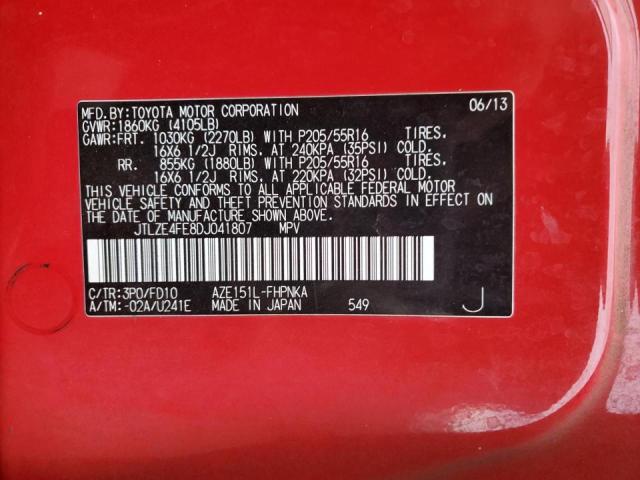 MFD.BY:TOYOTA MOTOR CORPORATION 06/13
GVWR:1860KG (4105LB)
GAWR:FRT. 1030KG (2270LB) WITH P205/55R16 TIRES,
16X6 1/2J RIMS, AT 240KPA (35PSI) COLD.
RR. 855KG (1880LB) WITH P205/55R16 TIRES,
16X6 1/2J RIMS, AT 220KPA (32PSI) COLD.
THIS VEHICLE CONFORMS TO ALL APPLICABLE FEDERAL MOTOR
VEHICLE SAFETY AND THEFT PREVENTION STANDARDS IN EFFECT ON THE
DATE OF MANUFACTURE SHOWN ABOVE.
JTLZE4FE8DJ041807 MPV
C/TR:3P0/FD10 AZE151L-FHPNKA
A/TM:-02A/U241E MADE IN JAPAN 549 J